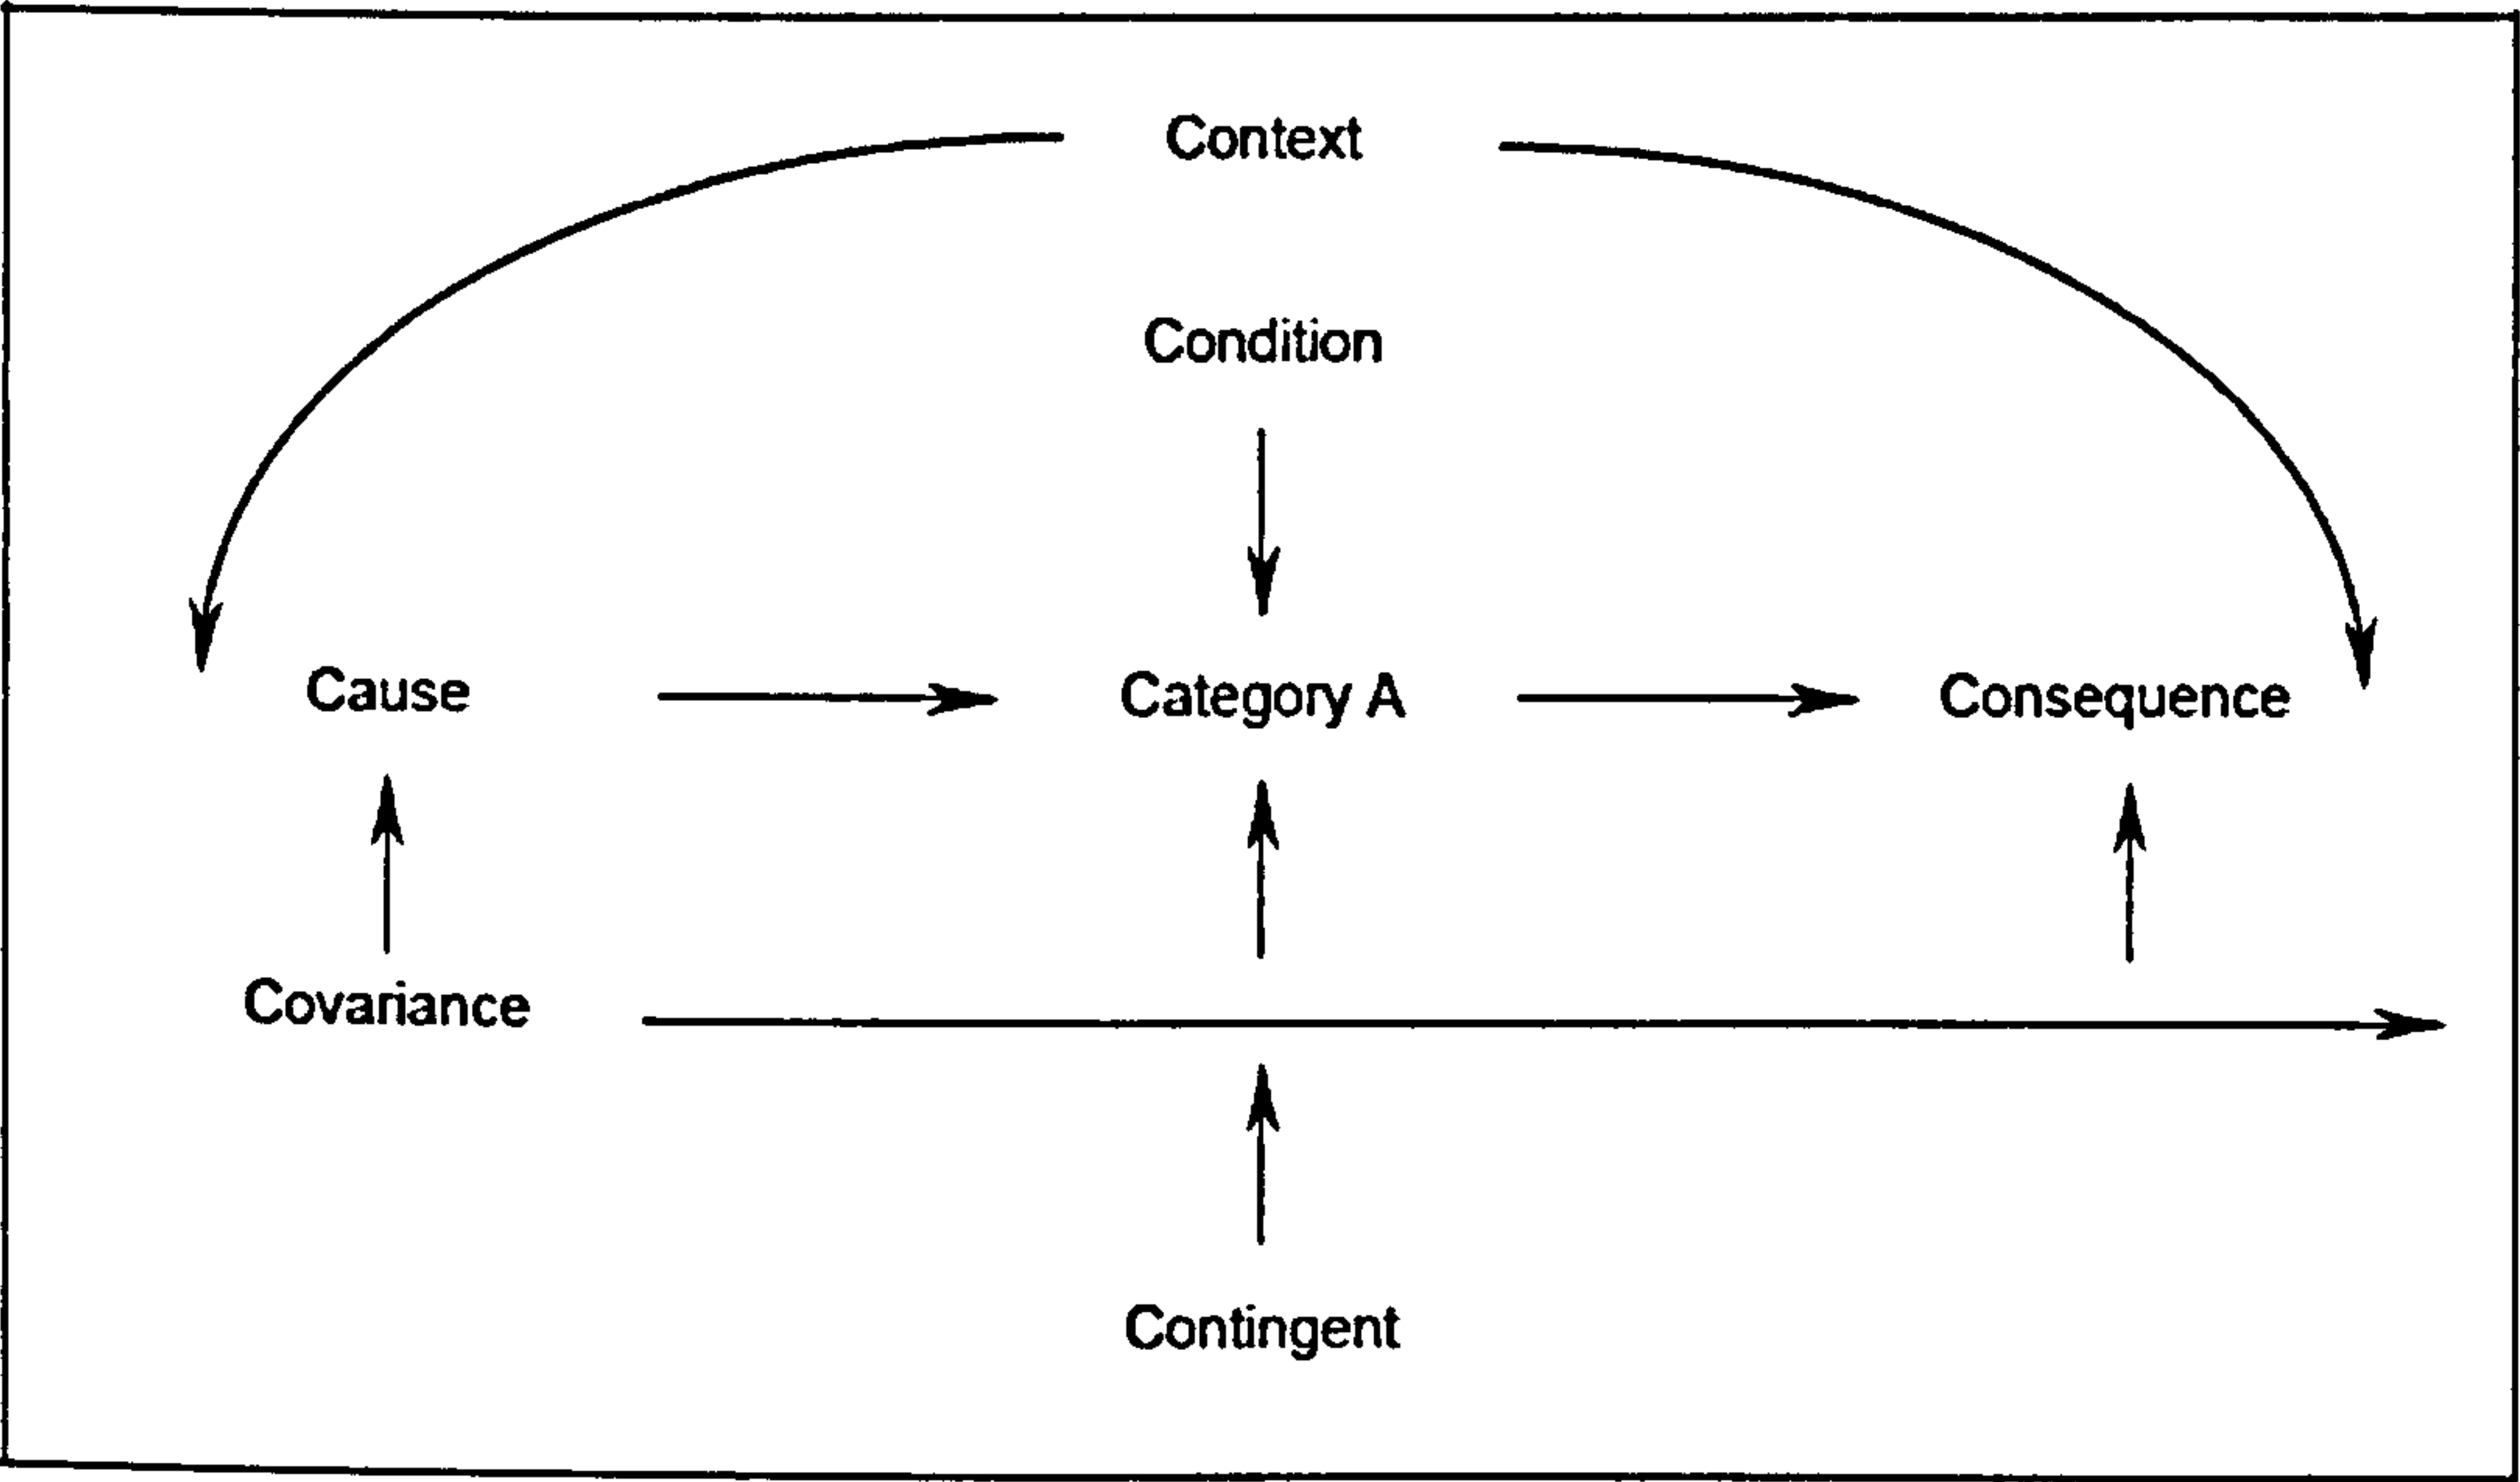 Context
Condition
Cause
Category A
Consequence
Covariance
Contingent